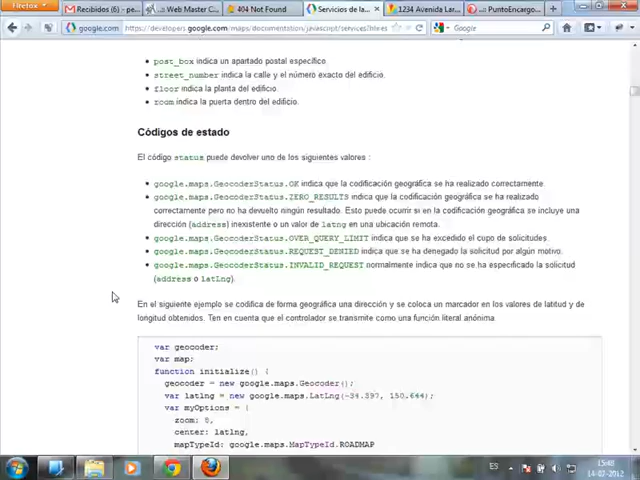 Firefox
Recibidos (6) - pe...
Web Master C...
404 Not Found
Servicios de la...
1234 Avenida Lar...
PuntoEncargo...
google.com
https://developers.google.com/maps/documentation/javascript/services?hl=es
Google
post_box indica un apartado postal específico.
street_number indica la calle y el número exacto del edificio.
floor indica la planta del edificio.
zoom indica la puerta dentro del edificio.
Códigos de estado
El código status puede devolver uno de los siguientes valores :
google.maps.GeocoderStatus.OK indica que la codificación geográfica se ha realizado correctamente.
google.maps.GeocoderStatus.ZERO_RESULTS indica que la codificación geográfica se ha realizado
correctamente pero no ha devuelto ningún resultado. Esto puede ocurrir si en la codificación geográfica se incluye una
dirección (address) inexistente o un valor de latng en una ubicación remota.
google.maps.GeocoderStatus.OVER_QUERY_LIMIT indica que se ha excedido el cupo de solicitudes.
google.maps.GeocoderStatus.REQUEST_DENIED indica que se ha denegado la solicitud por algún motivo.
google.maps.GeocoderStatus.INVALID_REQUEST normalmente indica que no se ha especificado la solicitud
(address o latLng).
En el siguiente ejemplo se codifica de forma geográfica una dirección y se coloca un marcador en los valores de latitud y de
longitud obtenidos. Ten en cuenta que el controlador se transmite como una función literal anónima.
var geocoder;
var map;
function initialize() {
geocoder = new google.maps.Geocoder();
var latlng = new google.maps.LatLng(-34.397, 150.644);
var myOptions = {
zoom: 8,
center: latlng,
mapTypeId: google.maps.MapTypeId.ROADMAP
ES
15:48
14-07-2012